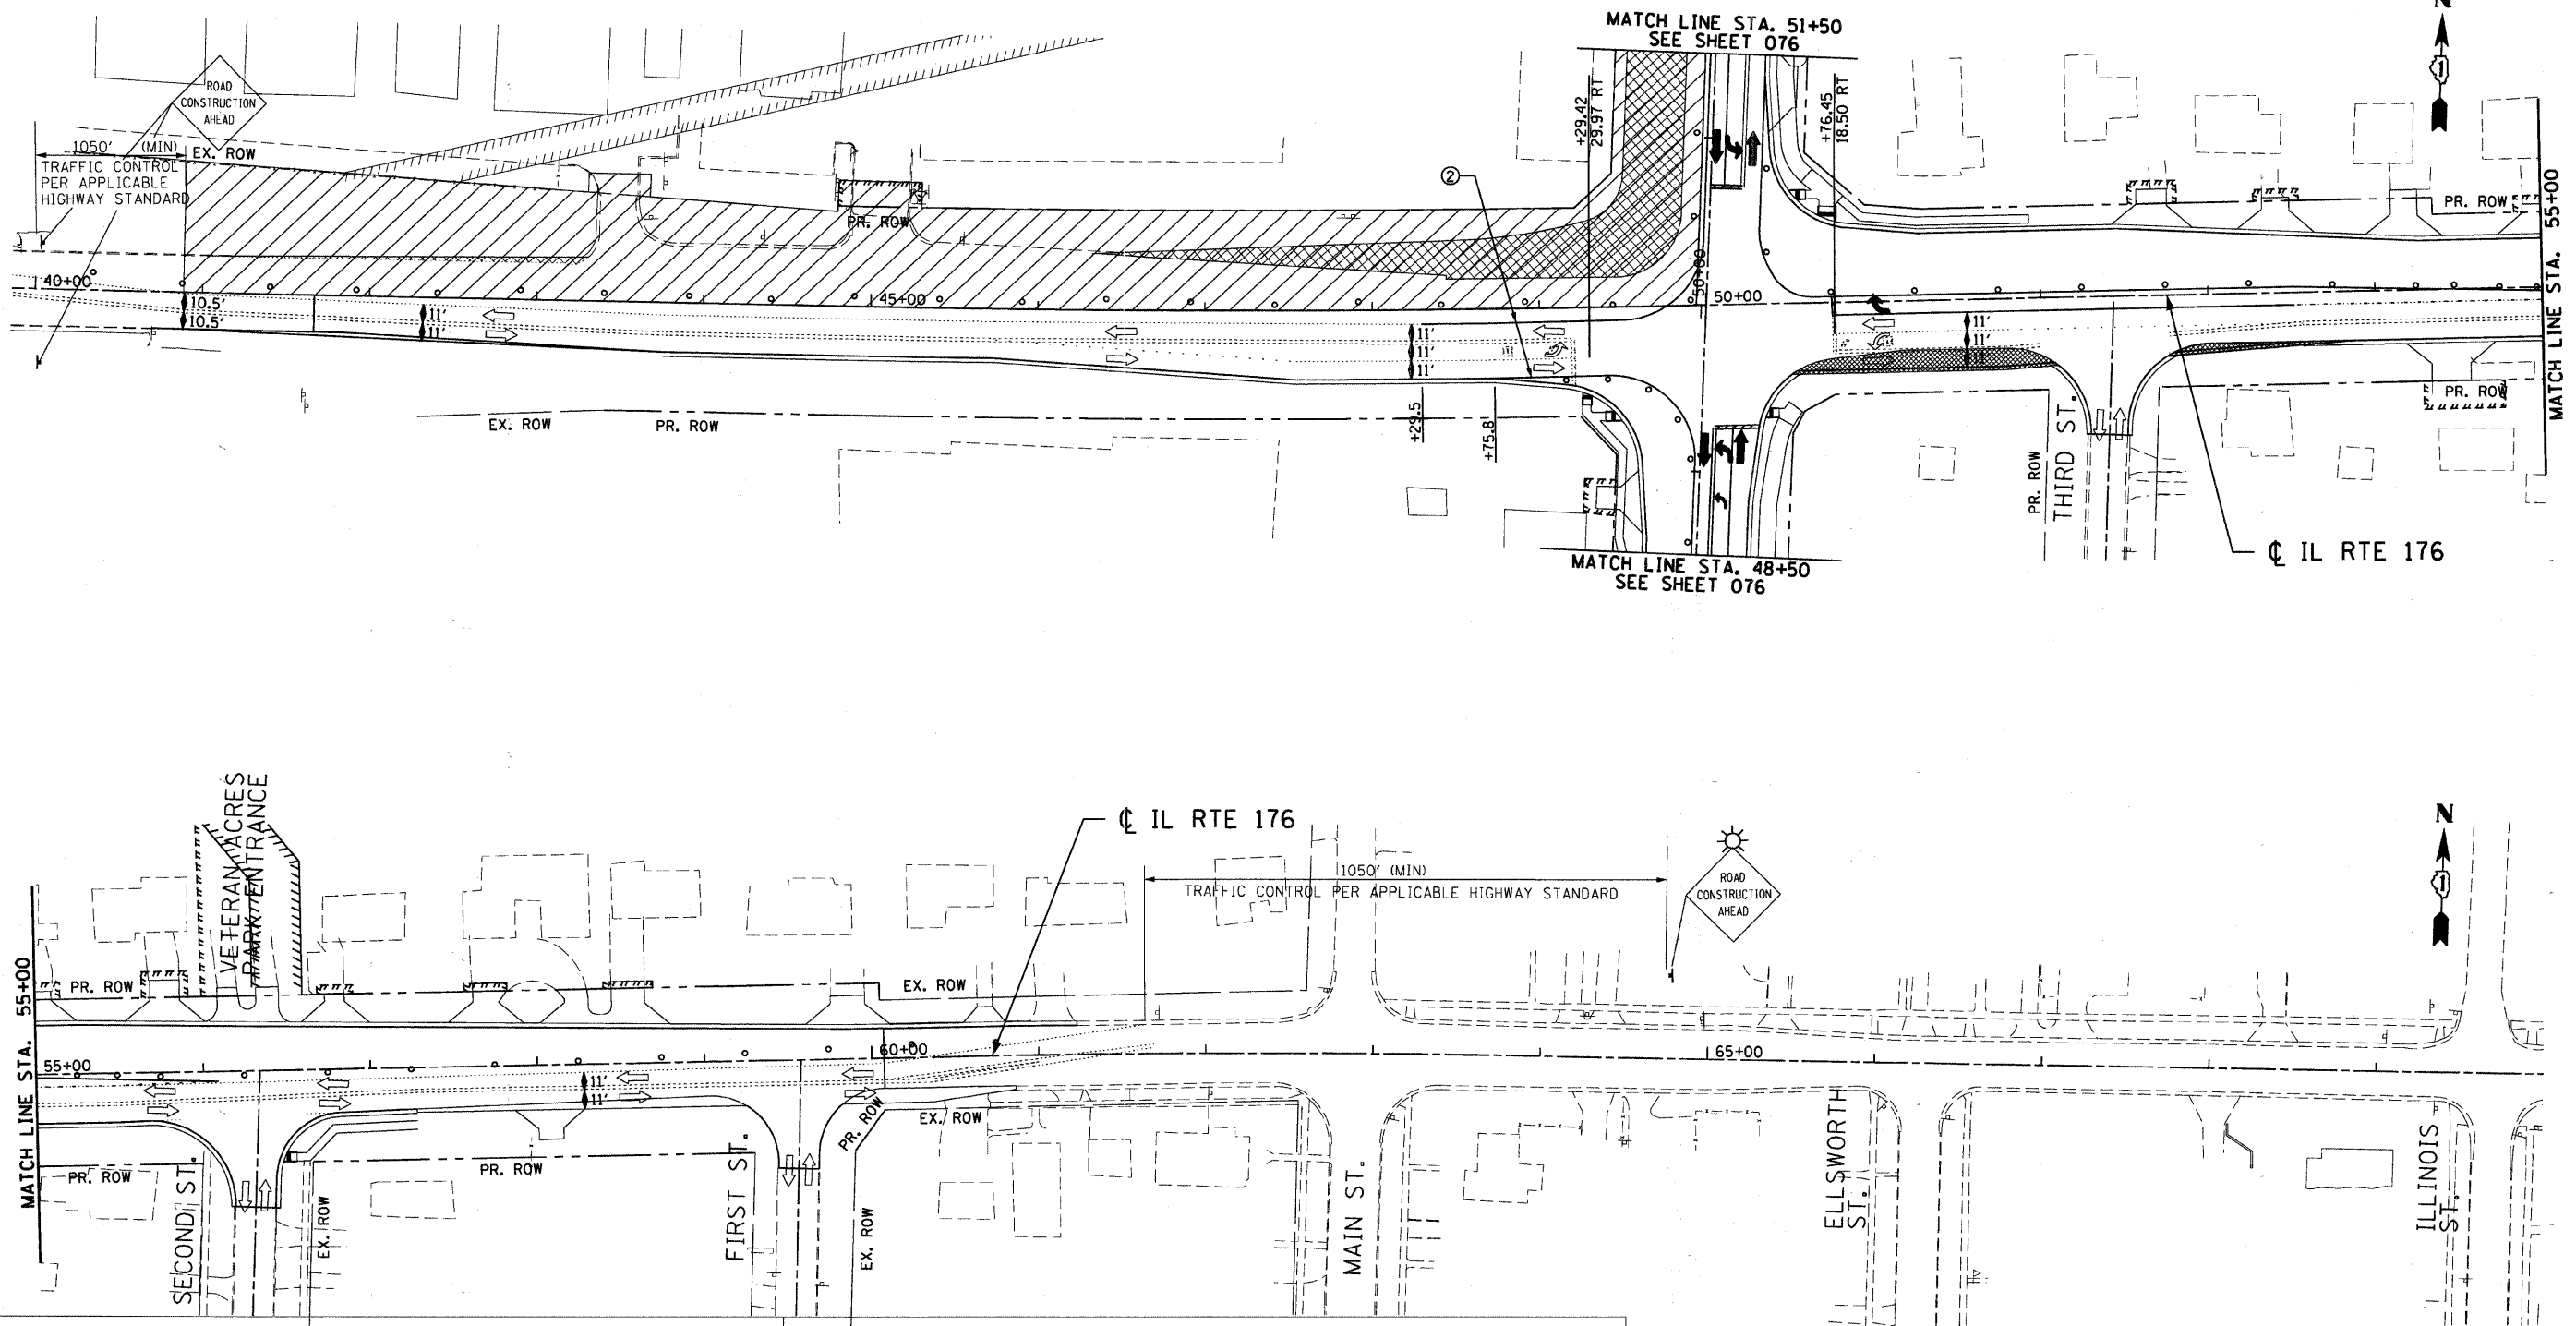 MATCH LINE STA. 51+50
SEE SHEET 076
N
ROAD
CONSTRUCTION
AHEAD
1050' (MIN)
EX. ROW
TRAFFIC CONTROL
PER APPLICABLE
HIGHWAY STANDARD
+29.42
29.97 RT
+76.45
18.50 RT
2
PR. ROW
PR. ROW
MATCH LINE STA. 55+00
40+00
45+00
50+00
50+00
10.5'
10.5'
11'
11'
11'
11'
11'
11'
11'
11'
EX. ROW
PR. ROW
+29.5
+75.8
PR. ROW
THIRD ST.
PR. ROW
℄ IL RTE 176
MATCH LINE STA. 48+50
SEE SHEET 076
VETERAN ACRES
PARK ENTRANCE
℄ IL RTE 176
1050' (MIN)
TRAFFIC CONTROL PER APPLICABLE HIGHWAY STANDARD
ROAD
CONSTRUCTION
AHEAD
N
MATCH LINE STA. 55+00
PR. ROW
EX. ROW
55+00
60+00
65+00
11'
11'
PR. ROW
EX. ROW
PR. ROW
PR. ROW
SECOND ST.
EX. ROW
FIRST ST.
EX. ROW
MAIN ST.
ELLSWORTH
ST.
ILLINOIS
ST.